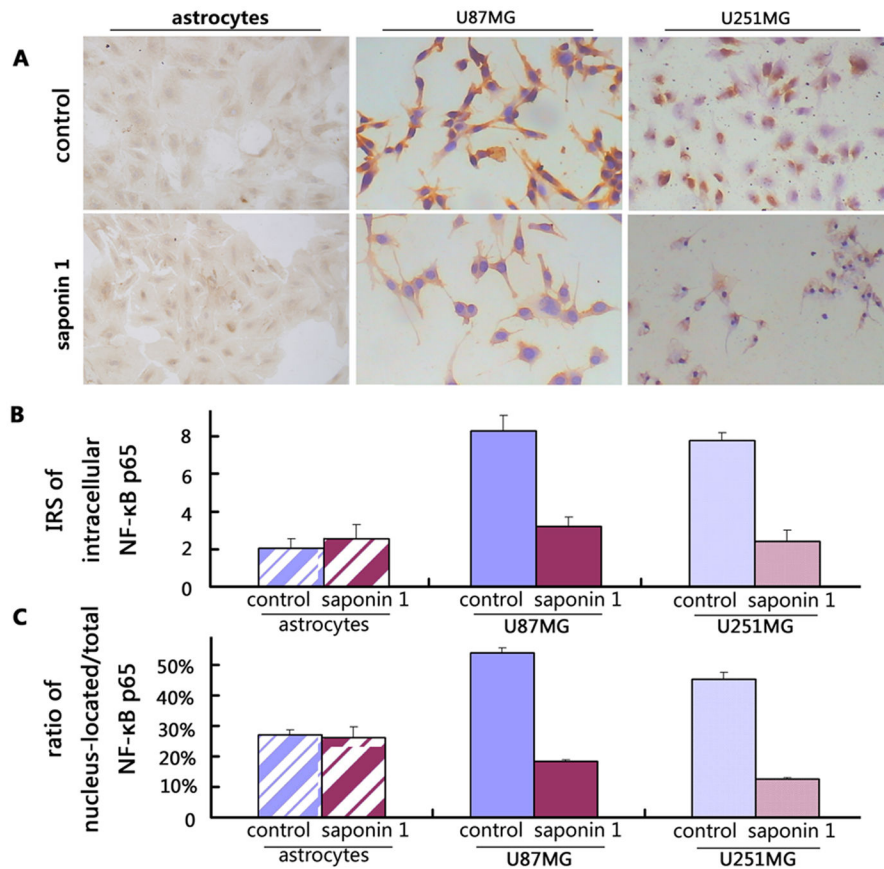 astrocytes U87MG U251MG
A
control
saponin 1
B
IRS of
intracellular
NF-κB p65
8
6
4
2
0
control saponin 1 control saponin 1 control saponin 1
astrocytes U87MG U251MG
C
ratio of
nucleus-located/total
NF-κB p65
50%
40%
30%
20%
10%
0
control saponin 1 control saponin 1 control saponin 1
astrocytes U87MG U251MG